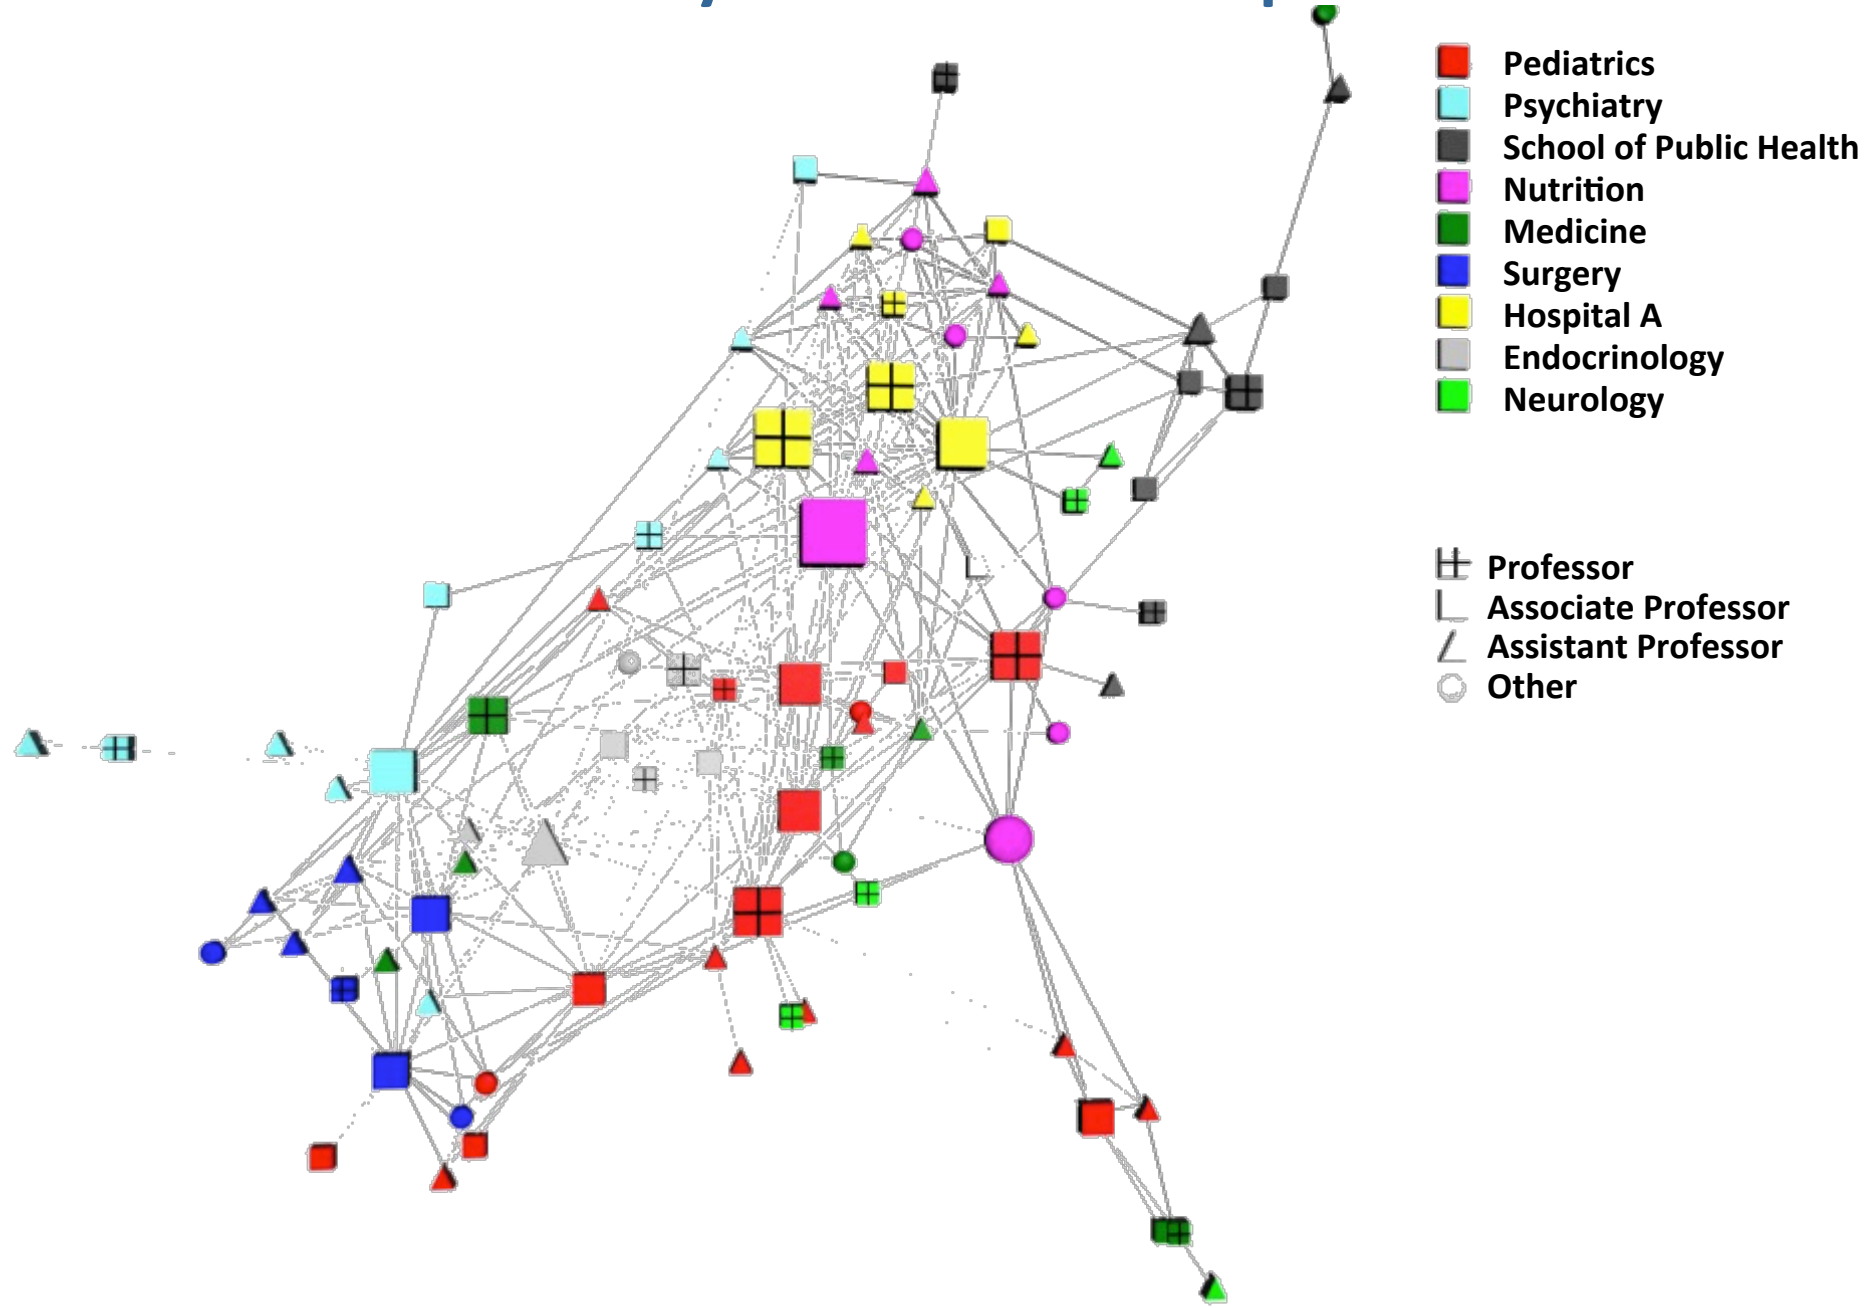 Pediatrics
Psychiatry
School of Public Health
Nutrition
Medicine
Surgery
Hospital A
Endocrinology
Neurology
Professor
Associate Professor
Assistant Professor
Other